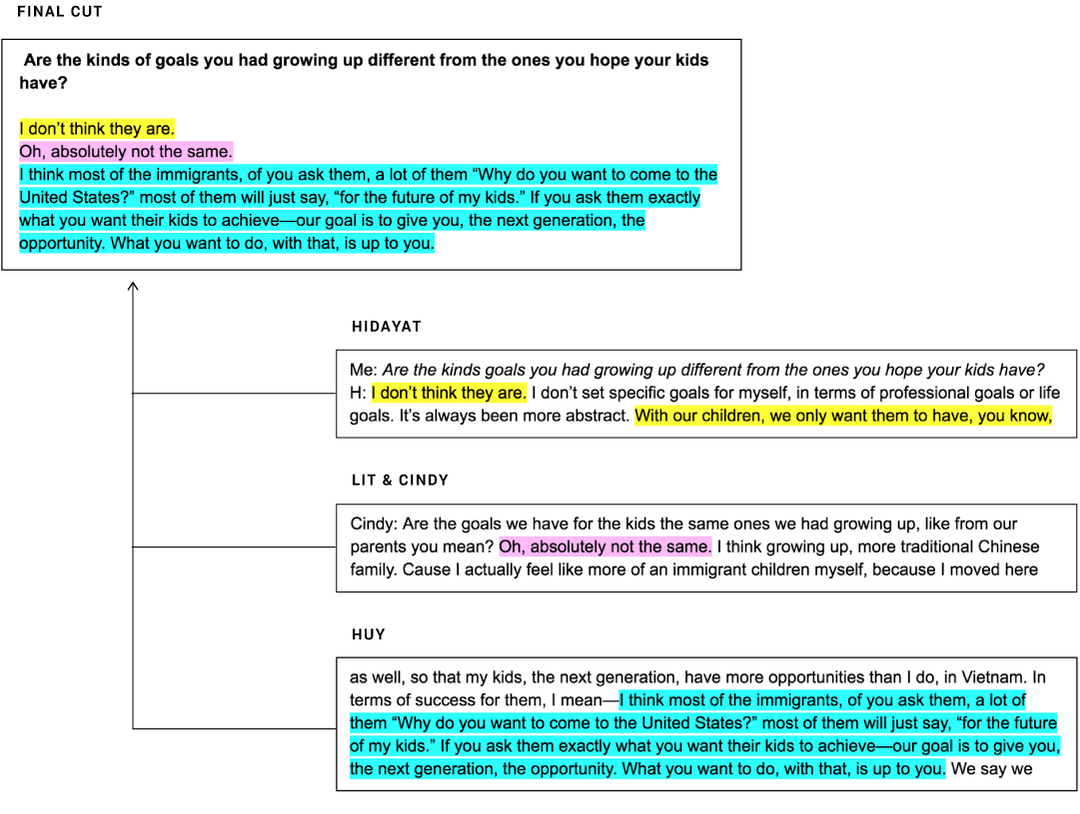 FINAL CUT
Are the kinds of goals you had growing up different from the ones you hope your kids
have?
I don’t think they are.
Oh, absolutely not the same.
I think most of the immigrants, of you ask them, a lot of them “Why do you want to come to the
United States?” most of them will just say, “for the future of my kids.” If you ask them exactly
what you want their kids to achieve—our goal is to give you, the next generation, the
opportunity. What you want to do, with that, is up to you.
HIDAYAT
Me: Are the kinds goals you had growing up different from the ones you hope your kids have?
H: I don’t think they are. I don’t set specific goals for myself, in terms of professional goals or life
goals. It’s always been more abstract. With our children, we only want them to have, you know,
LIT & CINDY
Cindy: Are the goals we have for the kids the same ones we had growing up, like from our
parents you mean? Oh, absolutely not the same. I think growing up, more traditional Chinese
family. Cause I actually feel like more of an immigrant children myself, because I moved here
HUY
as well, so that my kids, the next generation, have more opportunities than I do, in Vietnam. In
terms of success for them, I mean—I think most of the immigrants, of you ask them, a lot of
them “Why do you want to come to the United States?” most of them will just say, “for the future
of my kids.” If you ask them exactly what you want their kids to achieve—our goal is to give you,
the next generation, the opportunity. What you want to do, with that, is up to you. We say we